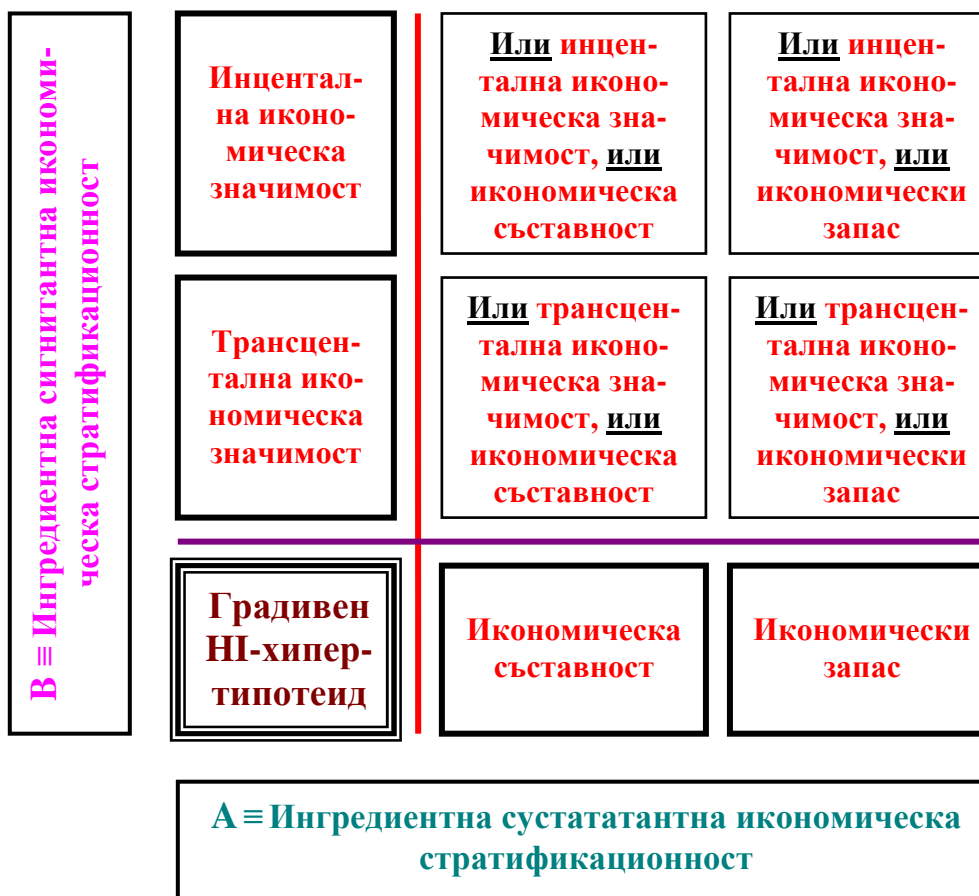 B ≡ Ингредиентна сигнитантна икономи-
ческа стратификационност
Инцентал-
на иконо-
мическа
значимост
Или инцен-
тална иконо-
мическа зна-
чимост, или
икономическа
съставност
Или инцен-
тална иконо-
мическа зна-
чимост, или
икономически
запас
Трансцен-
тална ико-
номическа
значимост
Или трансцен-
тална иконо-
мическа зна-
чимост, или
икономическа
съставност
Или трансцен-
тална иконо-
мическа зна-
чимост, или
икономически
запас
Градивен
HI-хипер-
типотеид
Икономическа
съставност
Икономически
запас
A ≡ Ингредиентна сустататантна икономическа
стратификационност